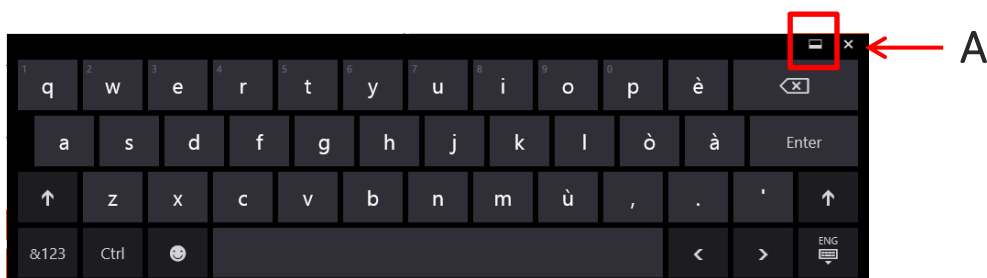 A
1 2 3 4 5 6 7 8 9 0
q w e r t y u i o p è
a s d f g h j k l ò à Enter
z x c v b n m ù , . '
&123 Ctrl < > ENG